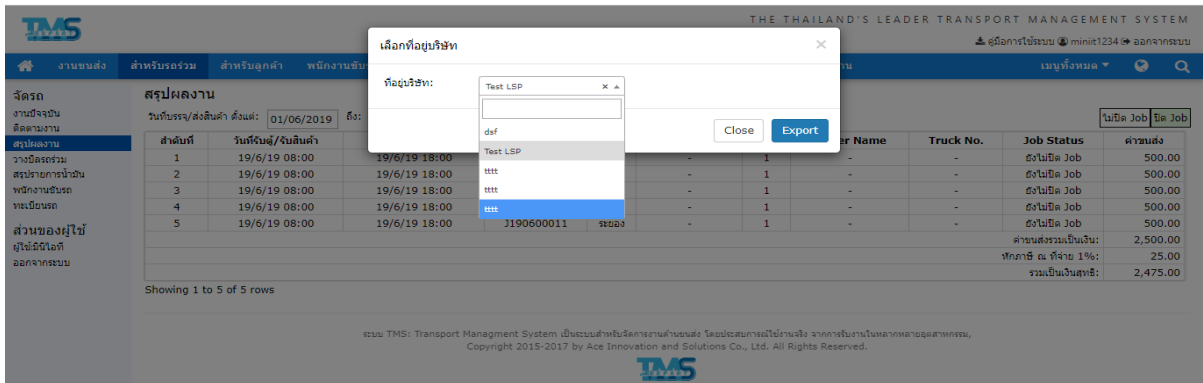 TMS
THE THAILAND'S LEADER TRANSPORT MANAGEMENT SYSTEM
คู่มือการใช้ระบบ miniit1234 ออกจากระบบ
งานขนส่ง สำหรับรถร่วม สำหรับลูกค้า
เมนูทั้งหมด
เลือกที่อยู่บริษัท ×
ที่อยู่บริษัท: Test LSP ×
dsf
Test LSP
tttt
tttt
tttt
Close Export
จัดรถ
งานปัจจุบัน
ติดตามงาน
สรุปผลงาน
วางบิลรถร่วม
สรุปรายการน้ำมัน
พนักงานขับรถ
ทะเบียนรถ
ส่วนของผู้ใช้
ผู้ใช้:มินิไอที
ออกจากระบบ
สรุปผลงาน
วันที่บรรจุ/ส่งสินค้า ตั้งแต่: 01/06/2019 ถึง:
ไม่ปิด Job ปิด Job
ลำดับที่ วันที่รับตู้/รับสินค้า er Name Truck No. Job Status ค่าขนส่ง
1 19/6/19 08:00 19/6/19 18:00 - 1 - - ยังไม่ปิด Job 500.00
2 19/6/19 08:00 19/6/19 18:00 - 1 - - ยังไม่ปิด Job 500.00
3 19/6/19 08:00 19/6/19 18:00 - 1 - - ยังไม่ปิด Job 500.00
4 19/6/19 08:00 19/6/19 18:00 - 1 - - ยังไม่ปิด Job 500.00
5 19/6/19 08:00 19/6/19 18:00 J190600011 ระยอง - 1 - - ยังไม่ปิด Job 500.00
ค่าขนส่งรวมเป็นเงิน: 2,500.00
หักภาษี ณ ที่จ่าย 1%: 25.00
รวมเป็นเงินสุทธิ: 2,475.00
Showing 1 to 5 of 5 rows
ระบบ TMS: Transport Managment System เป็นระบบสำหรับจัดการงานด้านขนส่ง โดยประสบการณ์ใช้งานจริง จากการรับงานในหลากหลายอุตสาหกรรม,
Copyright 2015-2017 by Ace Innovation and Solutions Co., Ltd. All Rights Reserved.
TMS